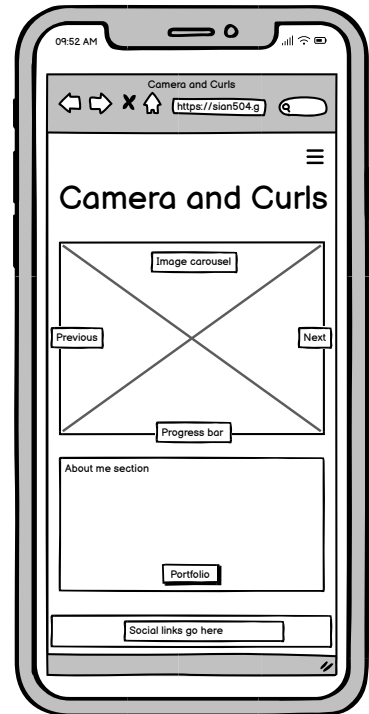 09:52 AM
Camera and Curls
https://sian504.g
Camera and Curls
Image carousel
Previous
Next
Progress bar
About me section
Portfolio
Social links go here